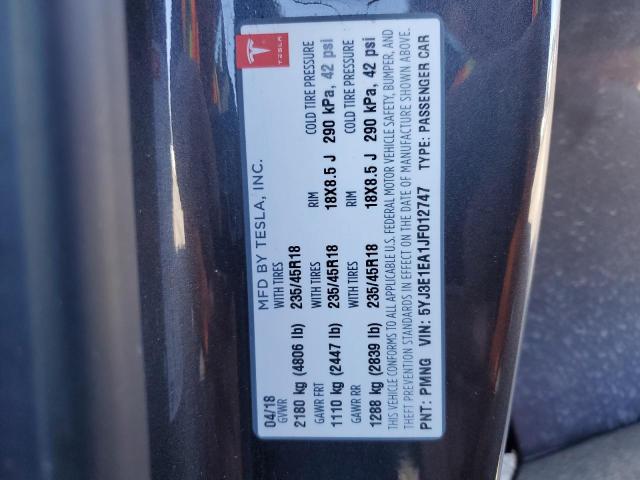 TESLA
MFD BY TESLA, INC.
04/18
GVWR WITH TIRES RIM COLD TIRE PRESSURE
2180 kg (4806 lb) 235/45R18 18X8.5 J 290 kPa, 42 psi
GAWR FRT WITH TIRES RIM COLD TIRE PRESSURE
1110 kg (2447 lb) 235/45R18 18X8.5 J 290 kPa, 42 psi
GAWR RR
1288 kg (2839 lb)
THIS VEHICLE CONFORMS TO ALL APPLICABLE U.S. FEDERAL MOTOR VEHICLE SAFETY, BUMPER, AND
THEFT PREVENTION STANDARDS IN EFFECT ON THE DATE OF MANUFACTURE SHOWN ABOVE.
PNT: PMNG VIN: 5YJ3E1EA1JF012747 TYPE: PASSENGER CAR